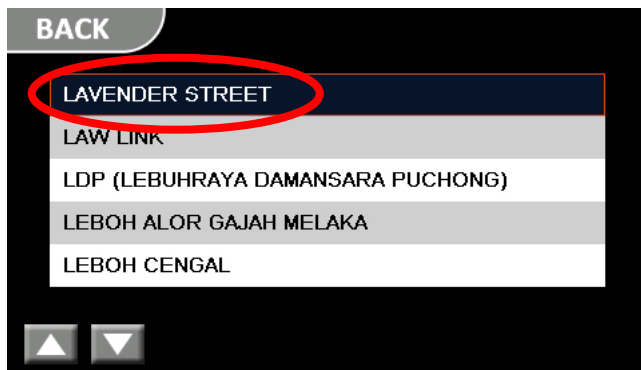 BACK
LAVENDER STREET
LAW LINK
LDP (LEBUHRAYA DAMANSARA PUCHONG)
LEBOH ALOR GAJAH MELAKA
LEBOH CENGAL